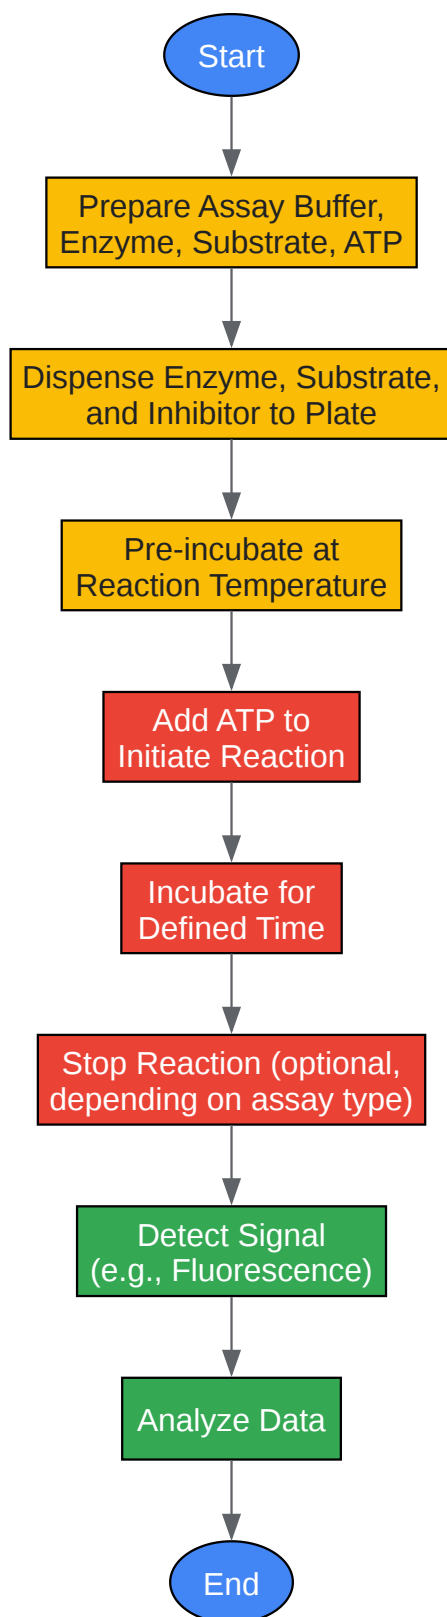 Start
Prepare Assay Buffer,
Enzyme, Substrate, ATP
Dispense Enzyme, Substrate,
and Inhibitor to Plate
Pre-incubate at
Reaction Temperature
Add ATP to
Initiate Reaction
Incubate for
Defined Time
Stop Reaction (optional,
depending on assay type)
Detect Signal
(e.g., Fluorescence)
Analyze Data
End